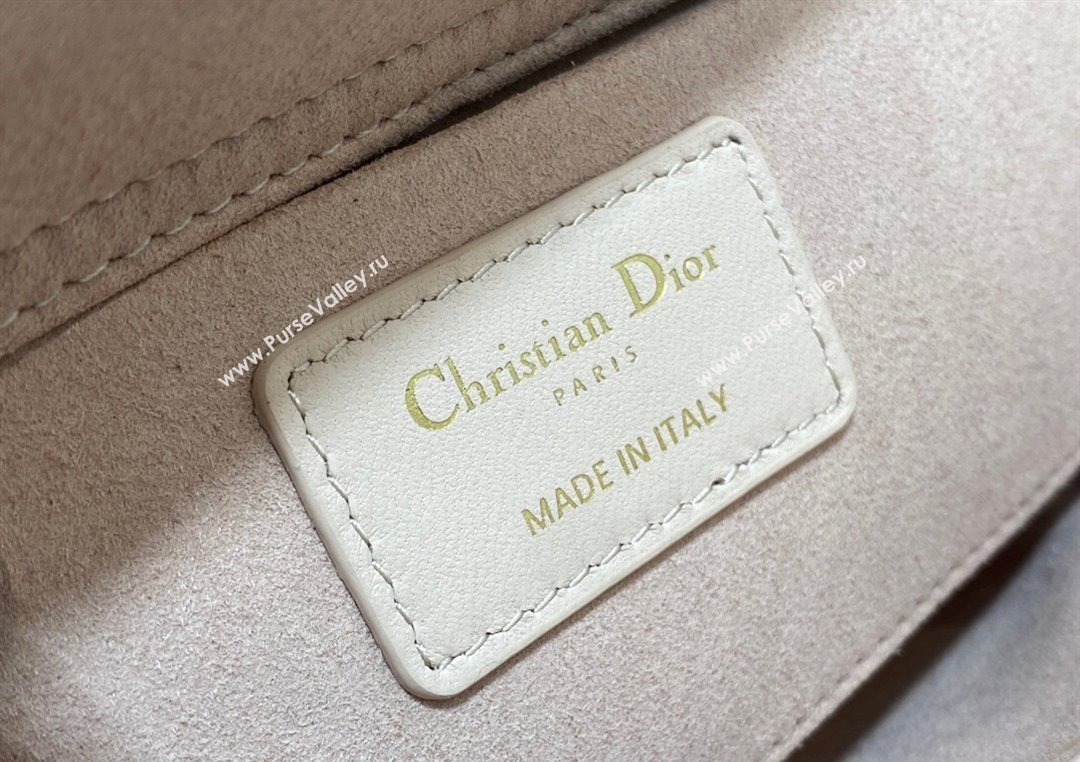 Christian Dior
PARIS
MADE IN ITALY
www.PurseValley.ru
www.PurseValley.ru